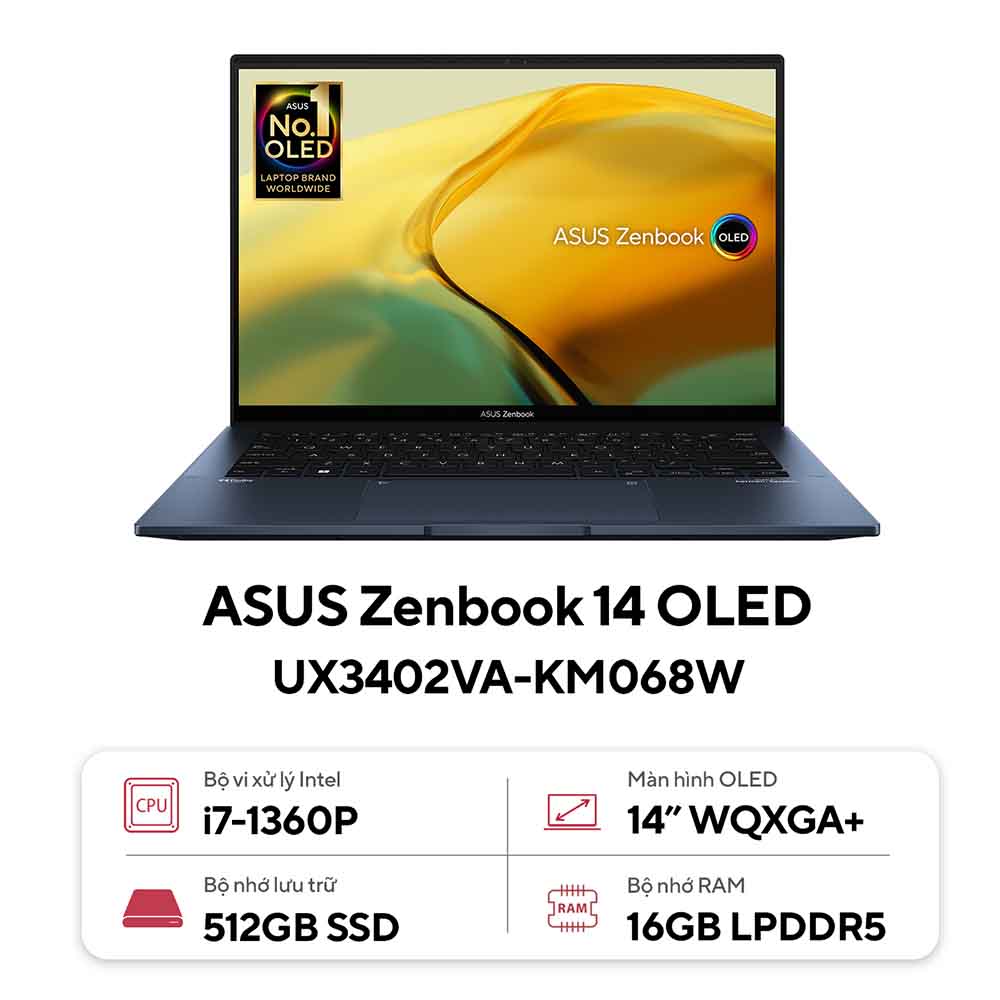 ASUS
No.1
OLED
LAPTOP BRAND
WORLDWIDE
ASUS Zenbook OLED
ASUS Zenbook
ASUS Zenbook 14 OLED
UX3402VA-KM068W
CPU
Bộ vi xử lý Intel
i7-1360P
Màn hình OLED
14” WQXGA+
Bộ nhớ lưu trữ
512GB SSD
RAM
Bộ nhớ RAM
16GB LPDDR5